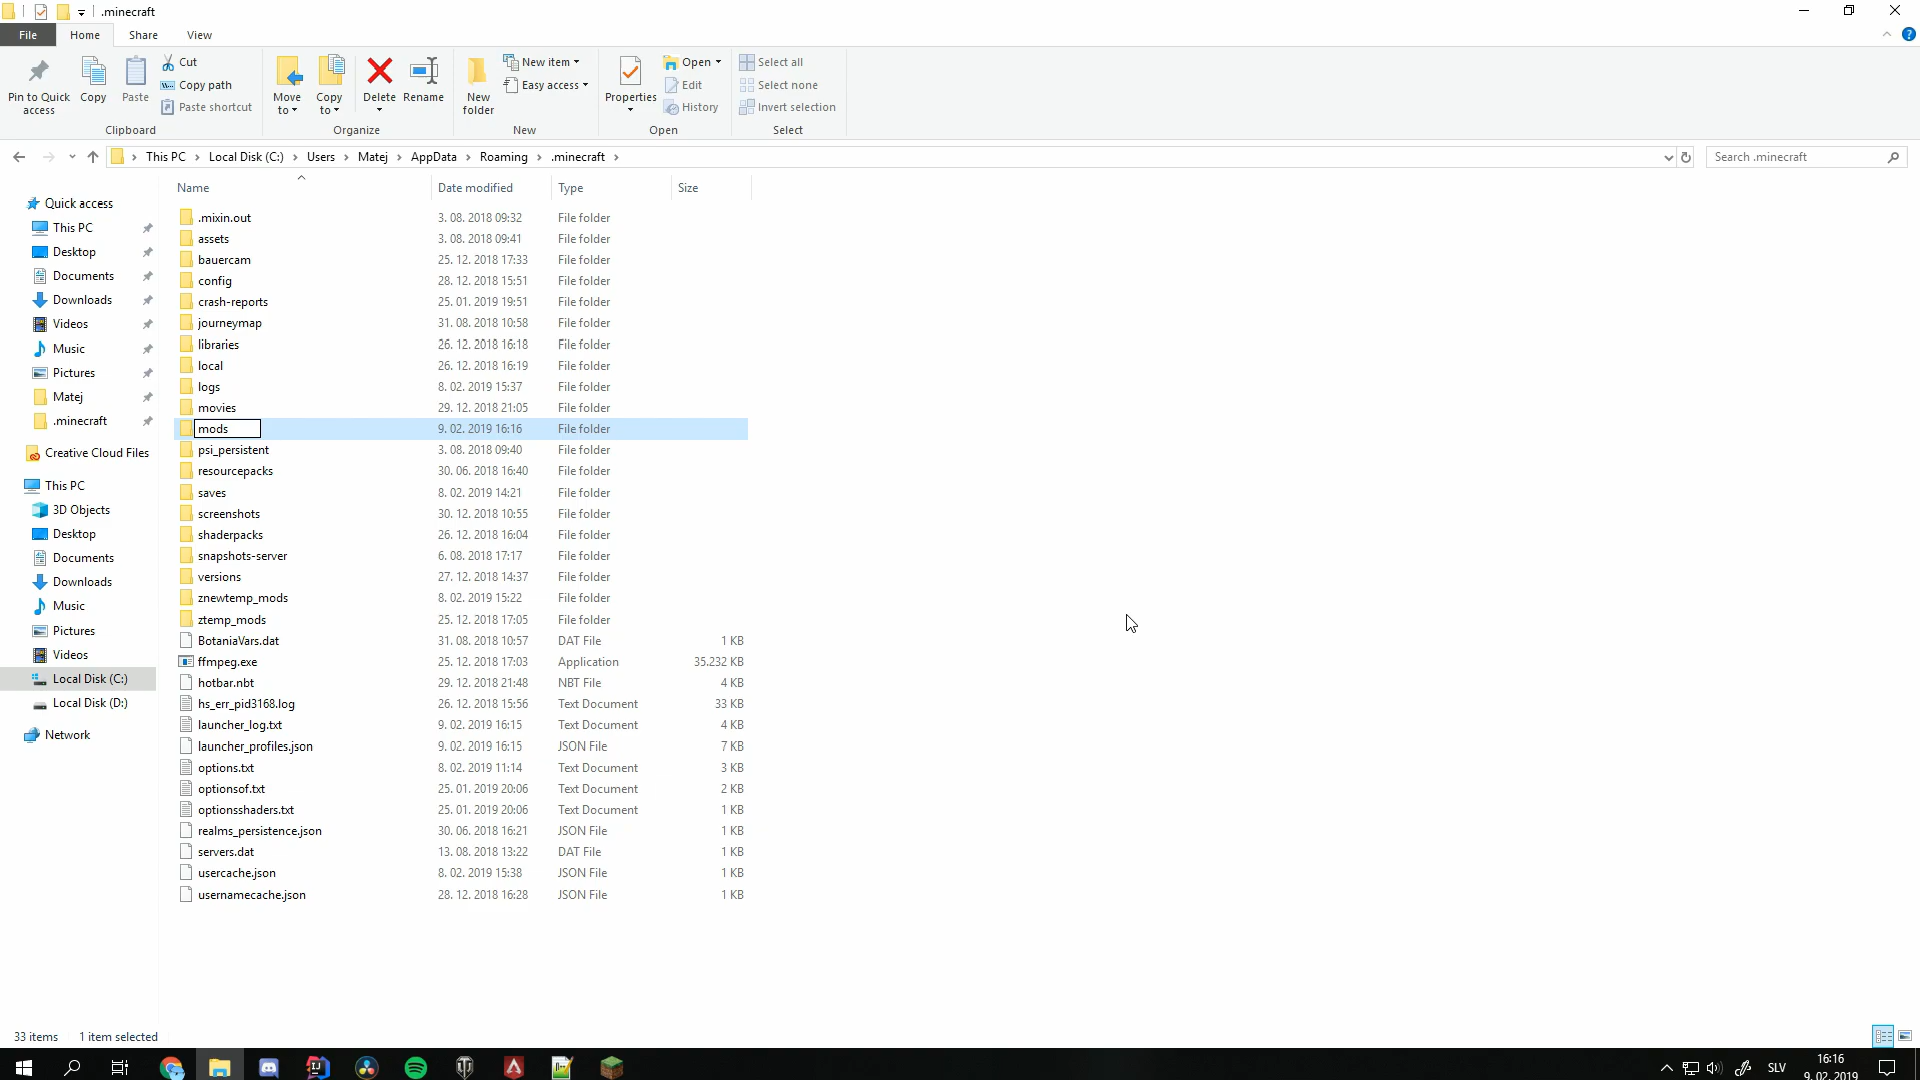 .minecraft
File Home Share View
Pin to Quick access
Copy
Paste
Cut
Copy path
Paste shortcut
Clipboard
Move to
Copy to
Delete
Rename
Organize
New folder
New item
Easy access
New
Properties
Open
Edit
History
Open
Select all
Select none
Invert selection
Select
This PC Local Disk (C:) Users Matej AppData Roaming .minecraft
Search .minecraft
Quick access
This PC
Desktop
Documents
Downloads
Videos
Music
Pictures
Matej
.minecraft
Creative Cloud Files
This PC
3D Objects
Desktop
Documents
Downloads
Music
Pictures
Videos
Local Disk (C:)
Local Disk (D:)
Network
Name Date modified Type Size
.mixin.out 3. 08. 2018 09:32 File folder
assets 3. 08. 2018 09:41 File folder
bauercam 25. 12. 2018 17:33 File folder
config 28. 12. 2018 15:51 File folder
crash-reports 25. 01. 2019 19:51 File folder
journeymap 31. 08. 2018 10:58 File folder
libraries 26. 12. 2018 16:18 File folder
local 26. 12. 2018 16:19 File folder
logs 8. 02. 2019 15:37 File folder
movies 29. 12. 2018 21:05 File folder
mods 9. 02. 2019 16:16 File folder
psi_persistent 3. 08. 2018 09:40 File folder
resourcepacks 30. 06. 2018 16:40 File folder
saves 8. 02. 2019 14:21 File folder
screenshots 30. 12. 2018 10:55 File folder
shaderpacks 26. 12. 2018 16:04 File folder
snapshots-server 6. 08. 2018 17:17 File folder
versions 27. 12. 2018 14:37 File folder
znewtemp_mods 8. 02. 2019 15:22 File folder
ztemp_mods 25. 12. 2018 17:05 File folder
BotaniaVars.dat 31. 08. 2018 10:57 DAT File 1 KB
ffmpeg.exe 25. 12. 2018 17:03 Application 35.232 KB
hotbar.nbt 29. 12. 2018 21:48 NBT File 4 KB
hs_err_pid3168.log 26. 12. 2018 15:56 Text Document 33 KB
launcher_log.txt 9. 02. 2019 16:15 Text Document 4 KB
launcher_profiles.json 9. 02. 2019 16:15 JSON File 7 KB
options.txt 8. 02. 2019 11:14 Text Document 3 KB
optionsof.txt 25. 01. 2019 20:06 Text Document 2 KB
optionsshaders.txt 25. 01. 2019 20:06 Text Document 1 KB
realms_persistence.json 30. 06. 2018 16:21 JSON File 1 KB
servers.dat 13. 08. 2018 13:22 DAT File 1 KB
usercache.json 8. 02. 2019 15:38 JSON File 1 KB
usernamecache.json 28. 12. 2018 16:28 JSON File 1 KB
33 items 1 item selected
SLV
16:16
9. 02. 2019